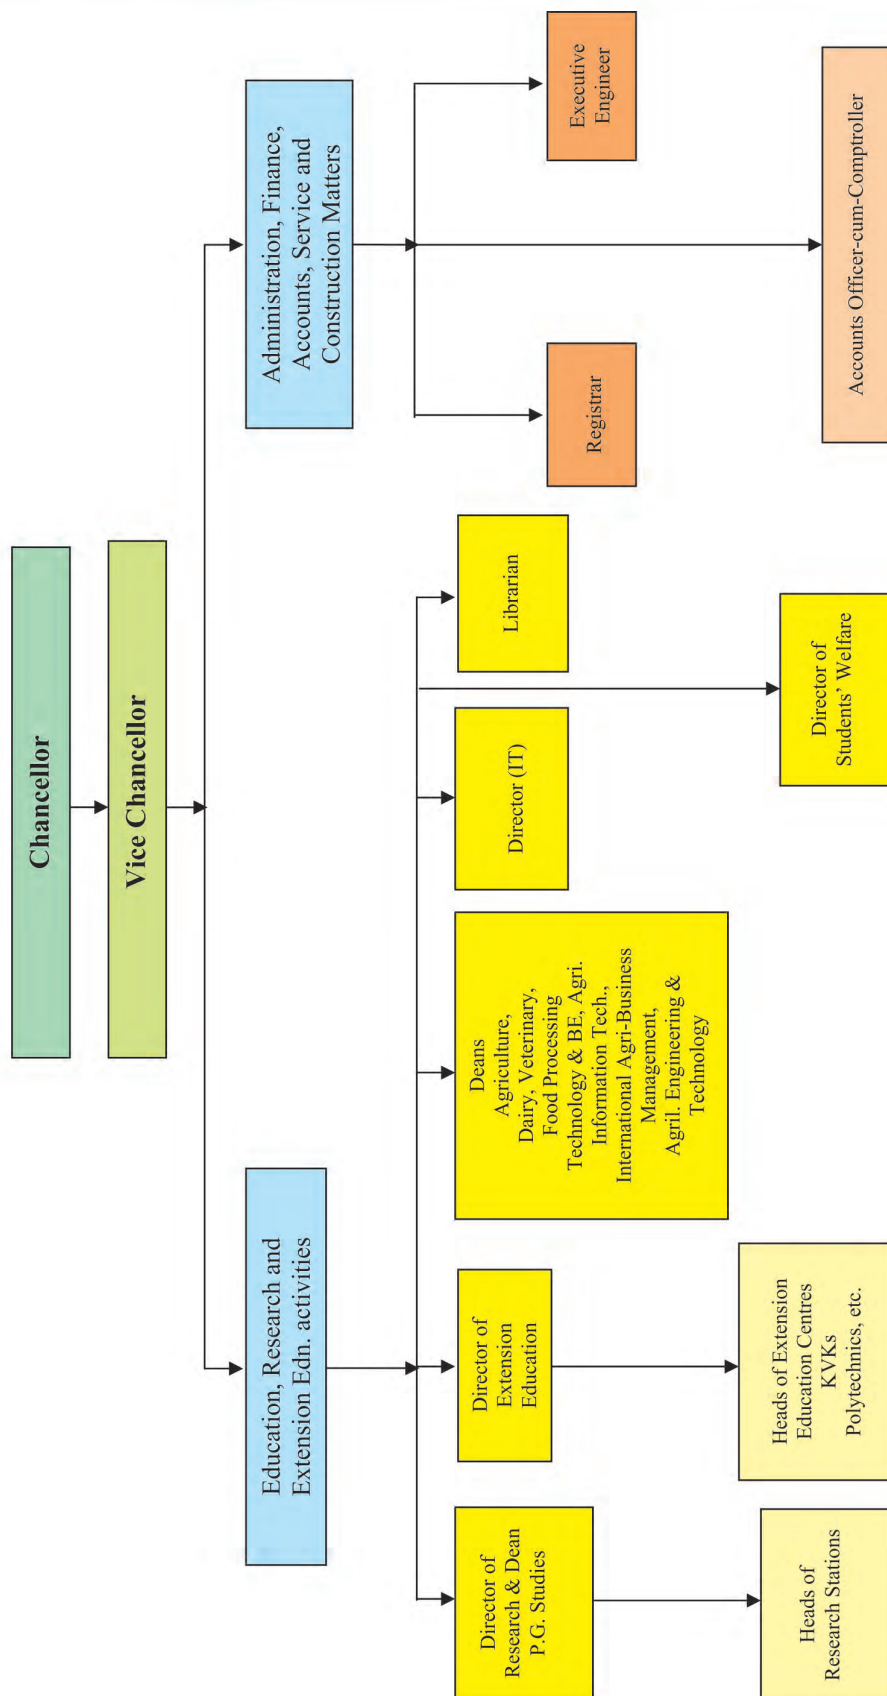 Chancellor
Vice Chancellor
Education, Research and
Extension Edn. activities
Administration, Finance,
Accounts, Service and
Construction Matters
Director of
Research & Dean
P.G. Studies
Director of
Extension
Education
Deans
Agriculture,
Dairy, Veterinary,
Food Processing
Technology & BE, Agri.
Information Tech.,
International Agri-Business
Management,
Agril. Engineering &
Technology
Director (IT)
Librarian
Registrar
Executive
Engineer
Heads of
Research Stations
Heads of Extension
Education Centres
KVKs
Polytechnics, etc.
Director of
Students’ Welfare
Accounts Officer-cum-Comptroller